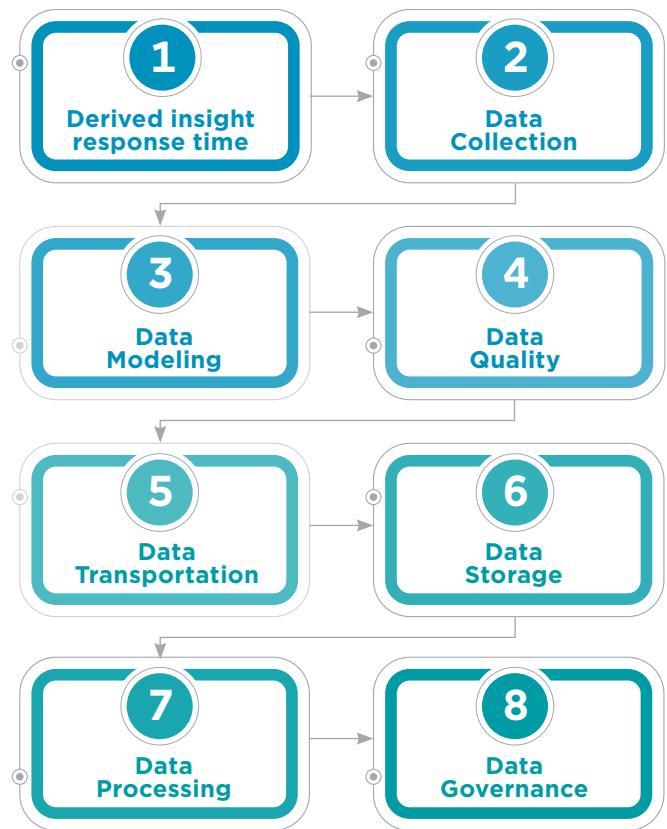 1
Derived insight
response time
2
Data
Collection
3
Data
Modeling
4
Data
Quality
5
Data
Transportation
6
Data
Storage
7
Data
Processing
8
Data
Governance